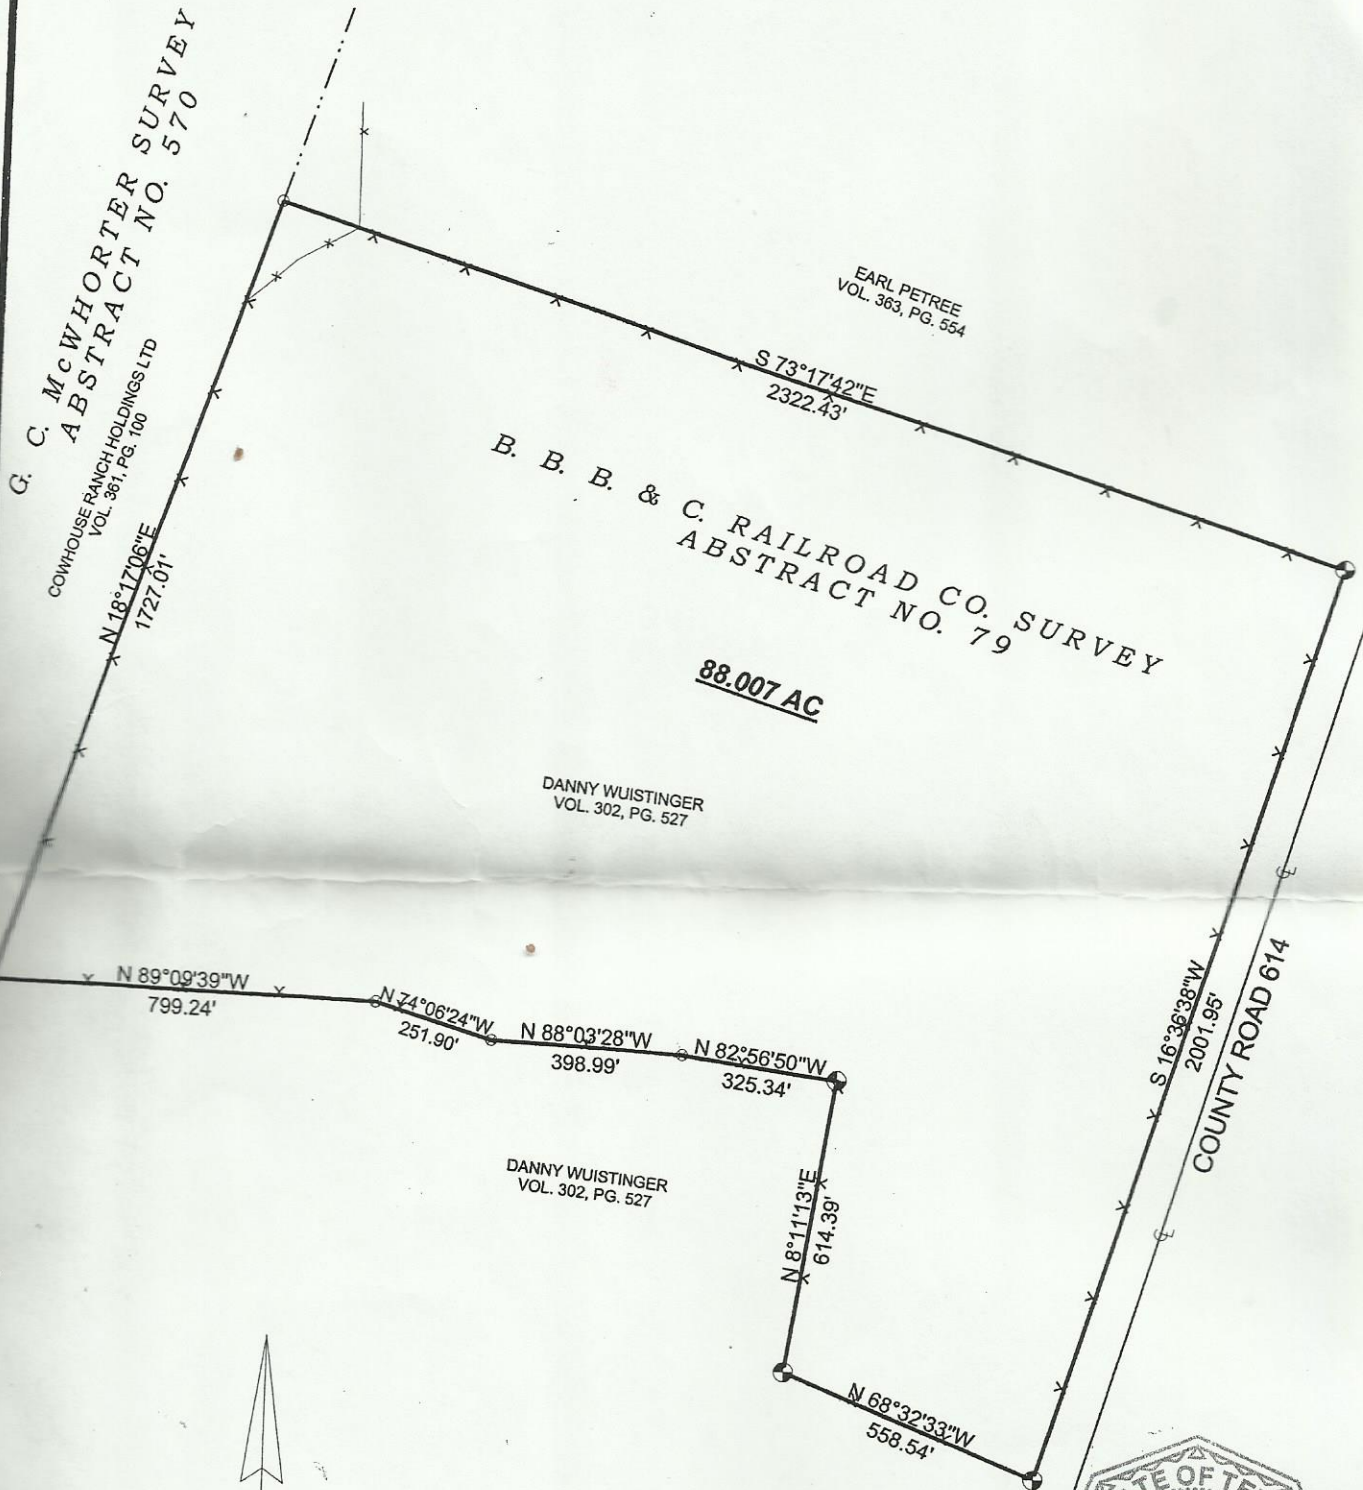 G. C. McWHORTER SURVEY
ABSTRACT NO. 570
COWHOUSE RANCH HOLDINGS LTD
VOL. 361, PG. 100
N 18°17'06"E
1727.01'
EARL PETREE
VOL. 363, PG. 554
S 73°17'42"E
2322.43'
B. B. B. & C. RAILROAD CO. SURVEY
ABSTRACT NO. 79
88.007 AC
DANNY WUISTINGER
VOL. 302, PG. 527
N 89°09'39"W
799.24'
N 74°06'24"W
251.90'
N 88°03'28"W
398.99'
N 82°56'50"W
325.34'
S 16°36'38"W
2001.95'
COUNTY ROAD 614
DANNY WUISTINGER
VOL. 302, PG. 527
N 8°11'13"E
614.39'
N 68°32'33"W
558.54'
OF